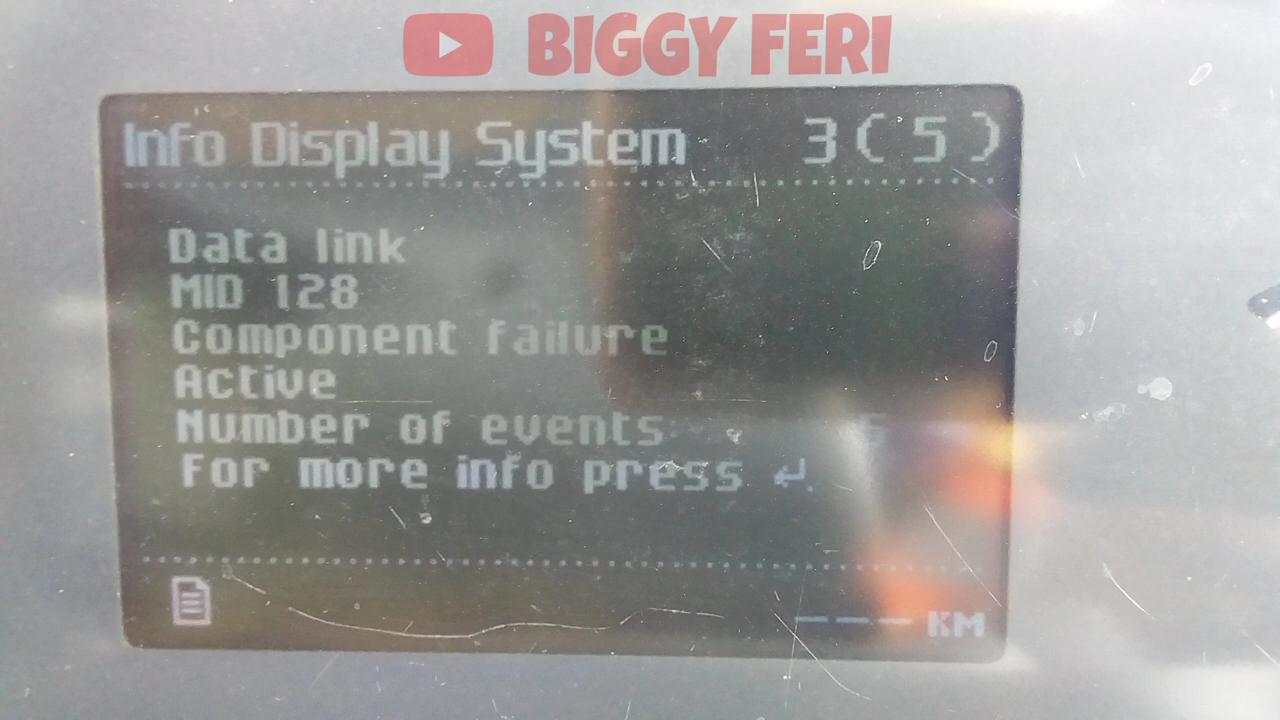 BIGGY FERI
Info Display System 3(5)
Data link
MID 128
Component failure
Active
Number of events: 5
For more info press ↵
--- KM